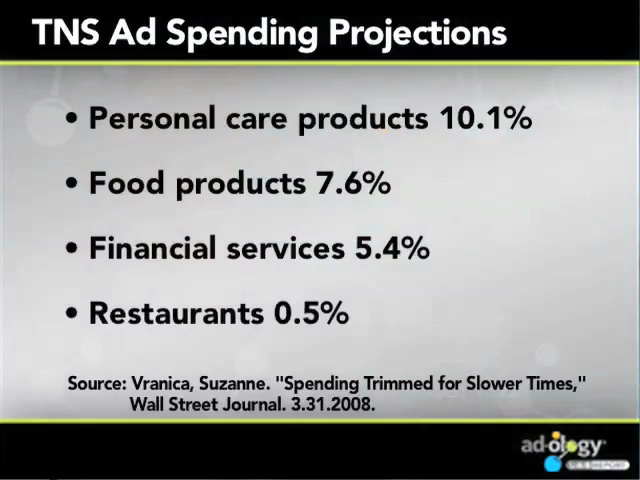 TNS Ad Spending Projections
• Personal care products 10.1%
• Food products 7.6%
• Financial services 5.4%
• Restaurants 0.5%
Source: Vranica, Suzanne. "Spending Trimmed for Slower Times,"
Wall Street Journal. 3.31.2008.
ad-ology